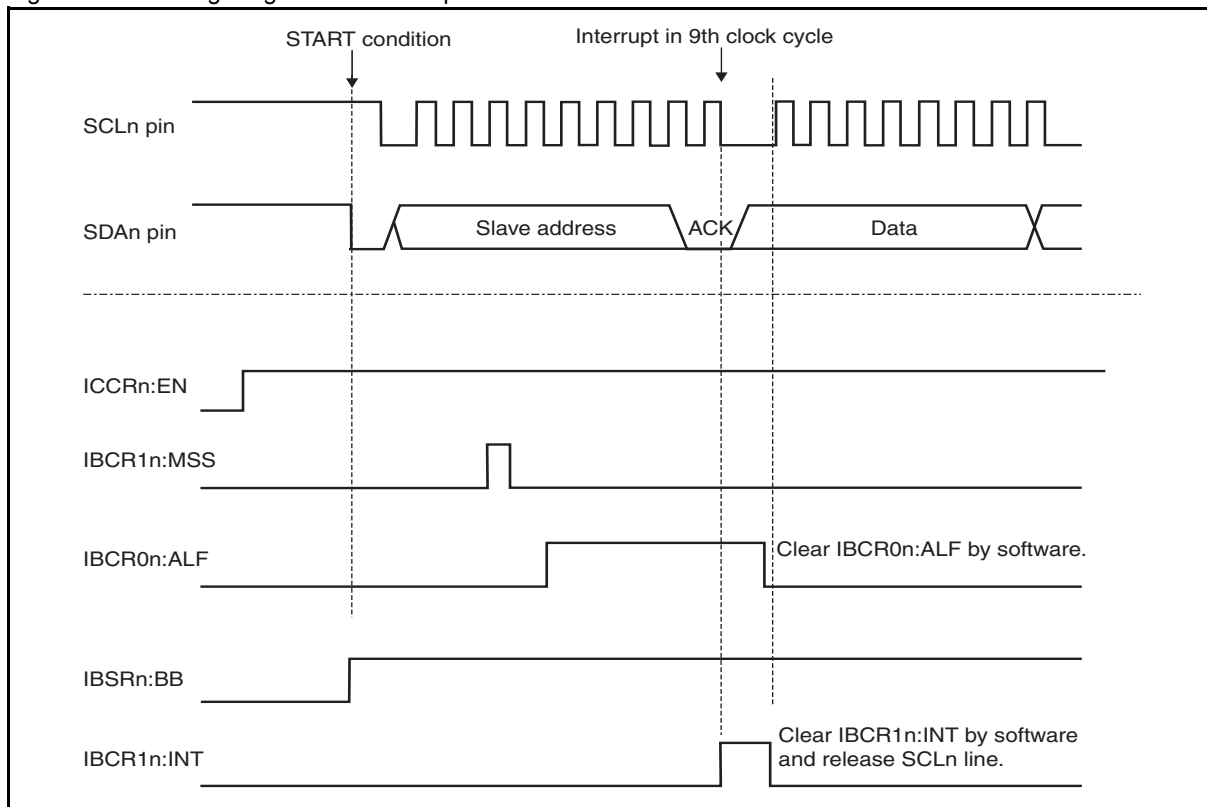 START condition
Interrupt in 9th clock cycle
SCLn pin
SDAn pin
Slave address
ACK
Data
ICCRn:EN
IBCR1n:MSS
IBCR0n:ALF
Clear IBCR0n:ALF by software.
IBSRn:BB
IBCR1n:INT
Clear IBCR1n:INT by software
and release SCLn line.